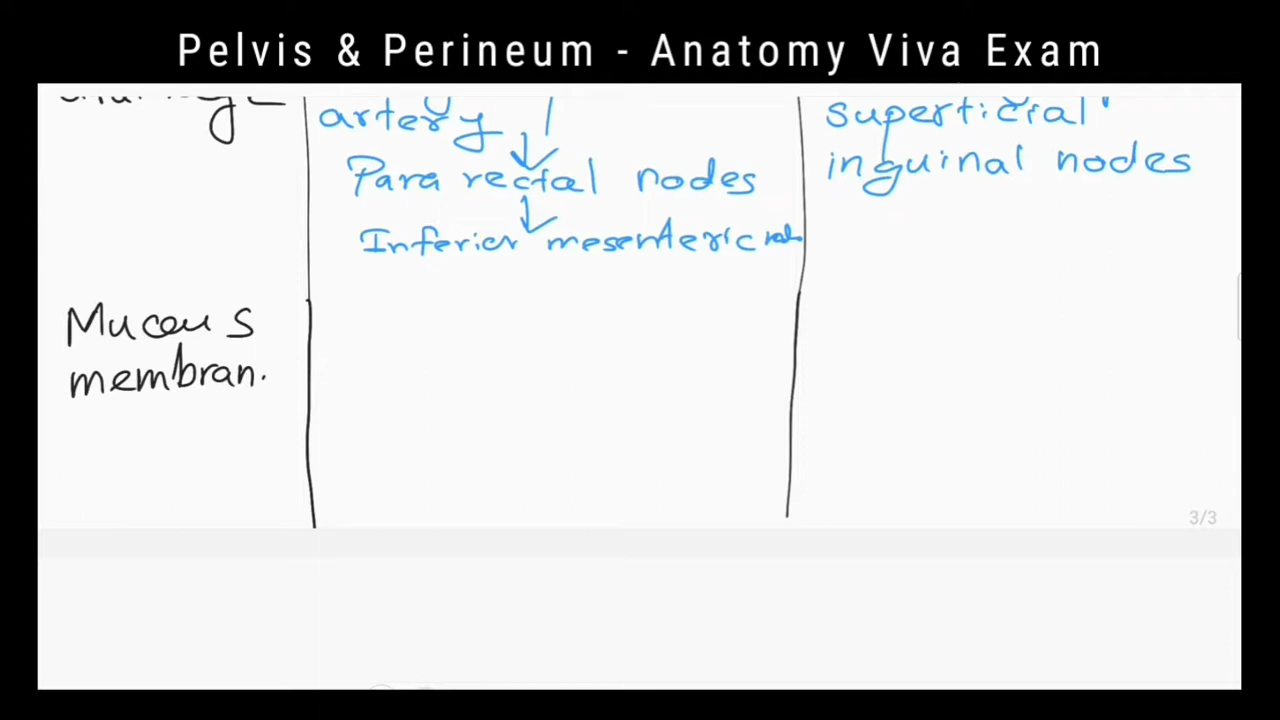 Pelvis & Perineum - Anatomy Viva Exam
artery
superficial
Para rectal nodes
inguinal nodes
Inferior mesenteric
Mucous
membran.
3/3